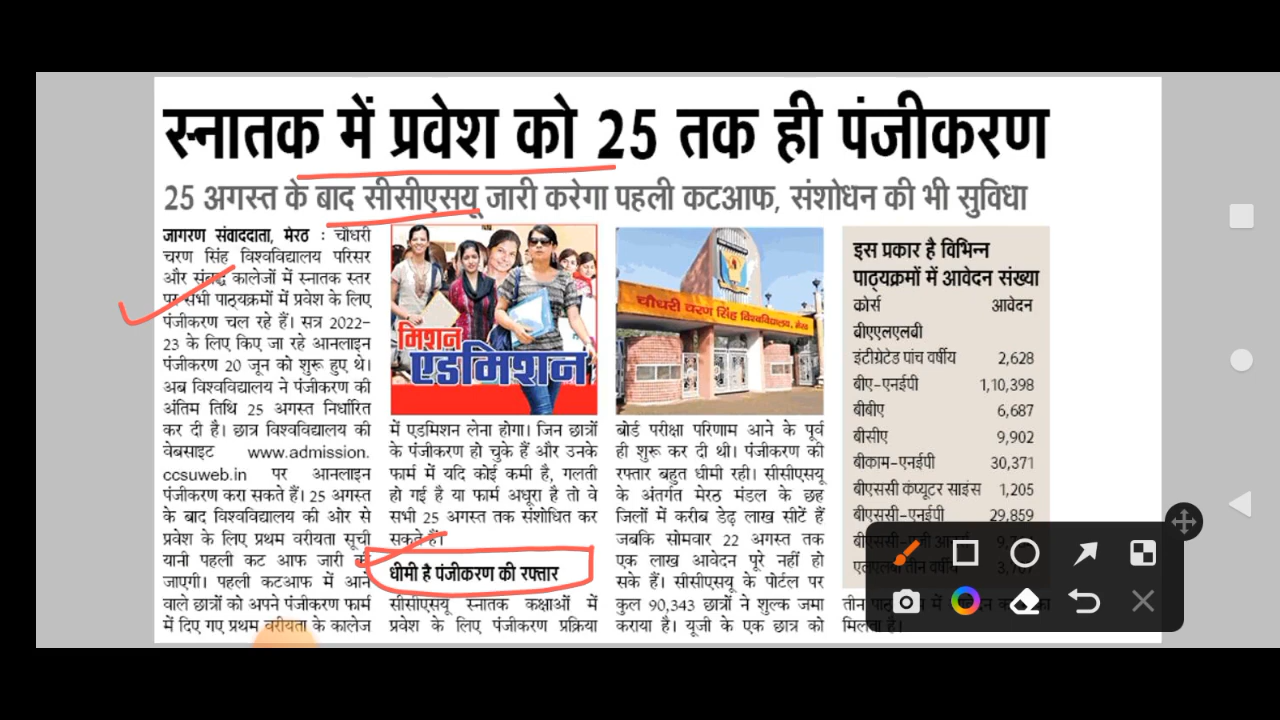 स्नातक में प्रवेश को 25 तक ही पंजीकरण
25 अगस्त के बाद सीसीएसयू जारी करेगा पहली कटआफ, संशोधन की भी सुविधा
जागरण संवाददाता, मेरठ : चौधरी
चरण सिंह विश्वविद्यालय परिसर
और संबद्ध कालेजों में स्नातक स्तर
पर सभी पाठ्यक्रमों में प्रवेश के लिए
पंजीकरण चल रहे हैं। सत्र 2022-
23 के लिए किए जा रहे आनलाइन
पंजीकरण 20 जून को शुरू हुए थे।
अब विश्वविद्यालय ने पंजीकरण की
अंतिम तिथि 25 अगस्त निर्धारित
कर दी है। छात्र विश्वविद्यालय की
वेबसाइट www.admission.
ccsuweb.in पर आनलाइन
पंजीकरण करा सकते हैं। 25 अगस्त
के बाद विश्वविद्यालय की ओर से
प्रवेश के लिए प्रथम वरीयता सूची
यानी पहली कट आफ जारी की
जाएगी। पहली कटआफ में आने
वाले छात्रों को अपने पंजीकरण फार्म
में दिए गए प्रथम वरीयता के कालेज
मिशन
एडमिशन
में एडमिशन लेना होगा। जिन छात्रों
के पंजीकरण हो चुके हैं और उनके
फार्म में यदि कोई कमी है, गलती
हो गई है या फार्म अधूरा है तो वे
सभी 25 अगस्त तक संशोधित कर
सकते हैं।
धीमी है पंजीकरण की रफ्तार
सीसीएसयू स्नातक कक्षाओं में
प्रवेश के लिए पंजीकरण प्रक्रिया
चौधरी चरण सिंह विश्वविद्यालय, मेरठ
बोर्ड परीक्षा परिणाम आने के पूर्व
ही शुरू कर दी थी। पंजीकरण की
रफ्तार बहुत धीमी रही। सीसीएसयू
के अंतर्गत मेरठ मंडल के छह
जिलों में करीब डेढ़ लाख सीटें हैं
जबकि सोमवार 22 अगस्त तक
एक लाख आवेदन पूरे नहीं हो
सके हैं। सीसीएसयू के पोर्टल पर
कुल 90,343 छात्रों ने शुल्क जमा
कराया है। यूजी के एक छात्र को
इस प्रकार है विभिन्न
पाठ्यक्रमों में आवेदन संख्या
कोर्स आवेदन
बीएएलएलबी
इंटीग्रेटेड पांच वर्षीय 2,628
बीए-एनईपी 1,10,398
बीबीए 6,687
बीसीए 9,902
बीकाम-एनईपी 30,371
बीएससी कंप्यूटर साइंस 1,205
बीएससी-एनईपी 29,859
एलएलबी तीन वर्षीय
तीन
मिलता है।